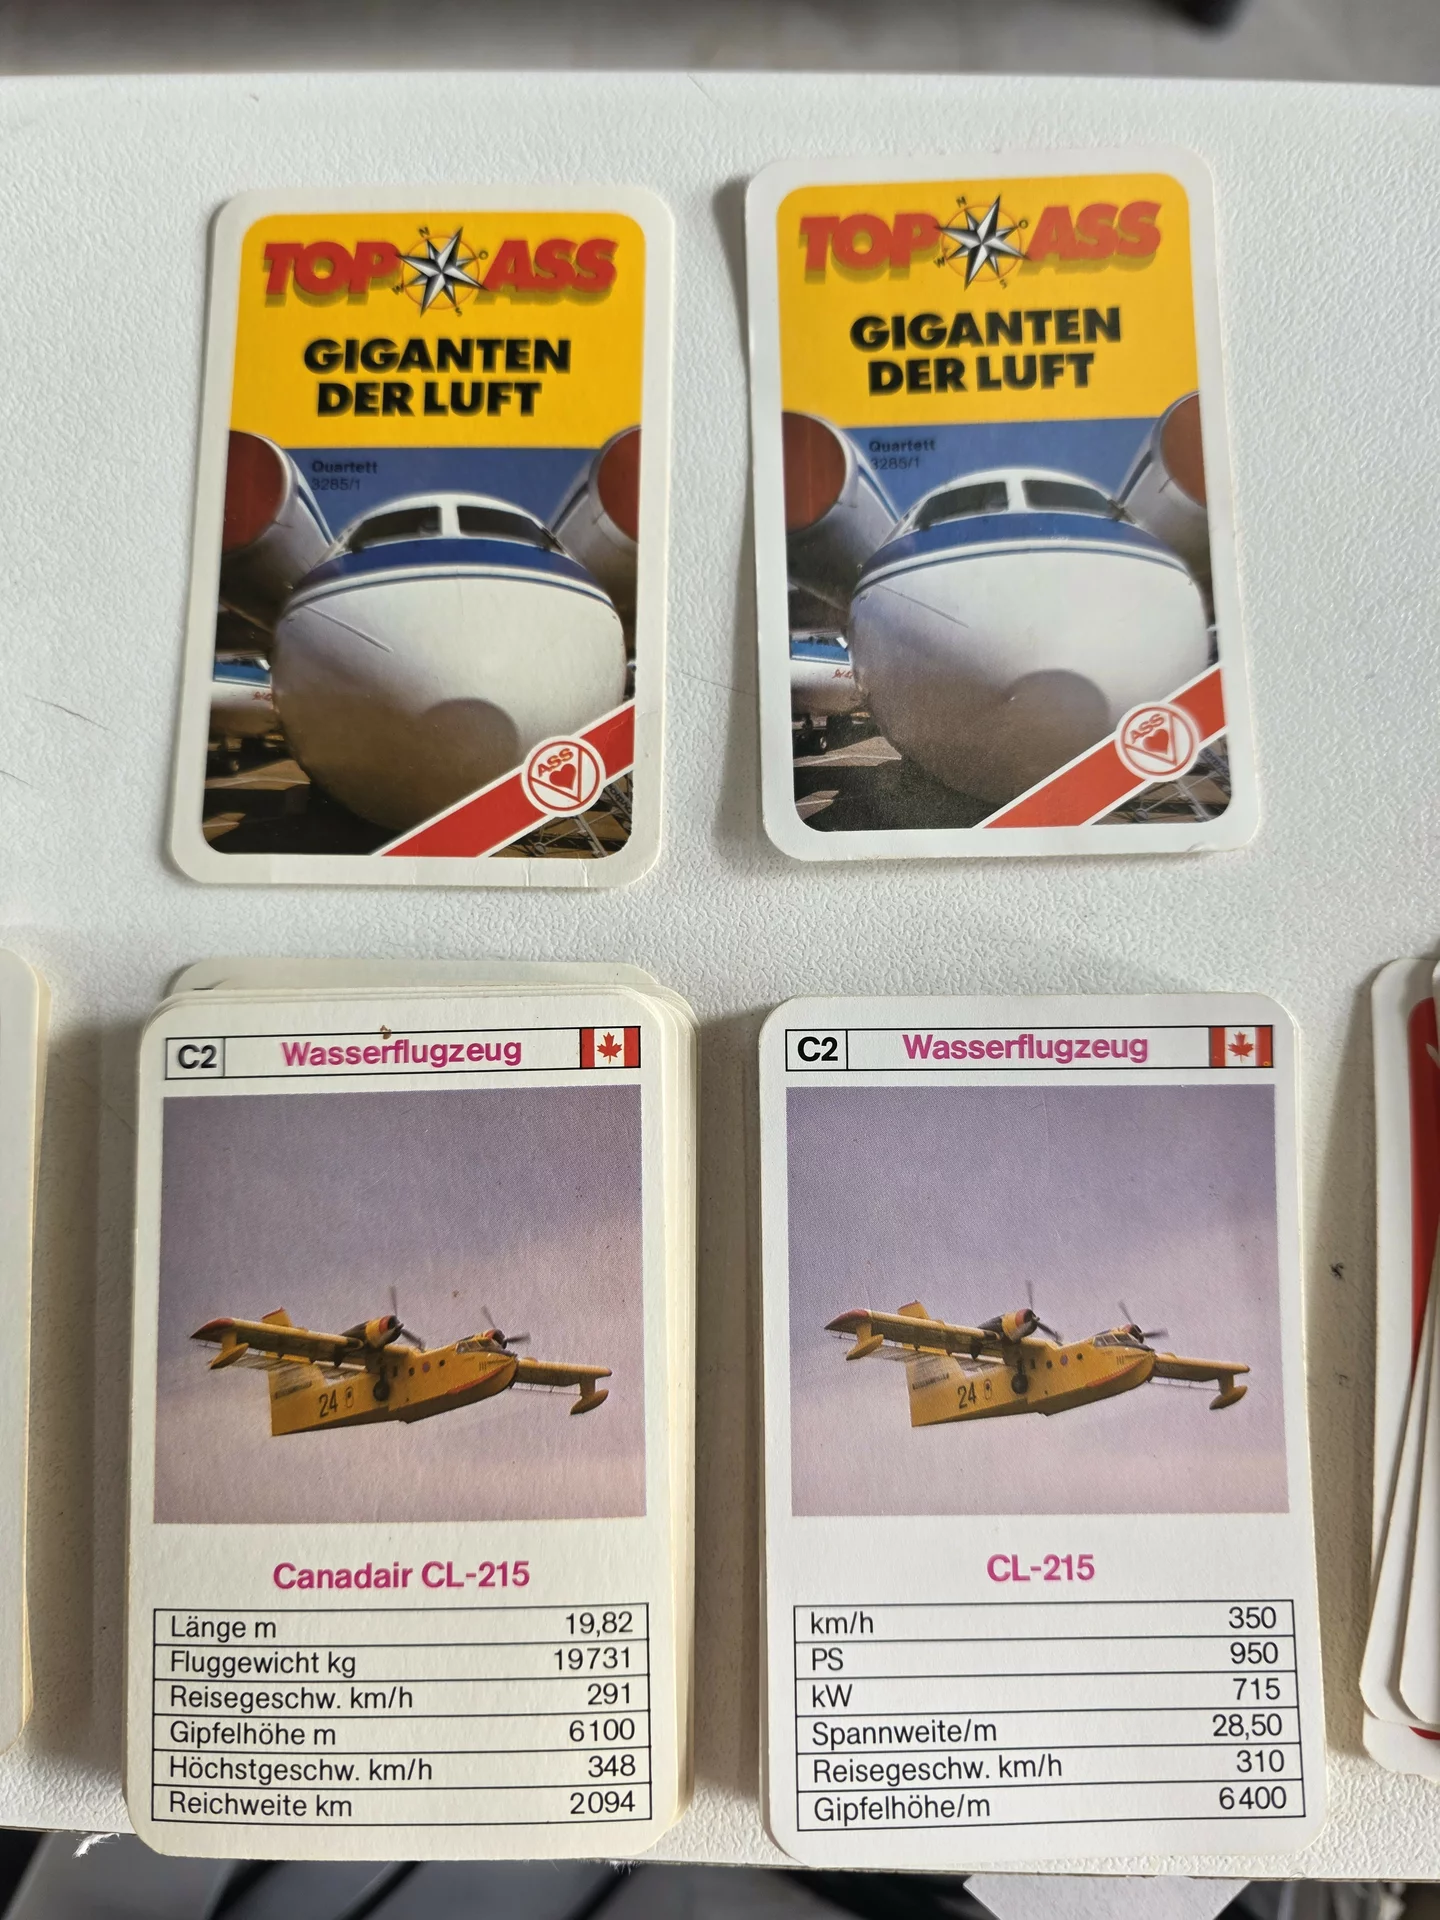 TOP ASS
GIGANTEN
DER LUFT
Quartett
3285/1
ASS
TOP ASS
GIGANTEN
DER LUFT
Quartett
3285/1
ASS
C2 Wasserflugzeug
24
Canadair CL-215
Länge m 19,82
Fluggewicht kg 19731
Reisegeschw. km/h 291
Gipfelhöhe m 6100
Höchstgeschw. km/h 348
Reichweite km 2094
C2 Wasserflugzeug
24
CL-215
km/h 350
PS 950
kW 715
Spannweite/m 28,50
Reisegeschw. km/h 310
Gipfelhöhe/m 6400